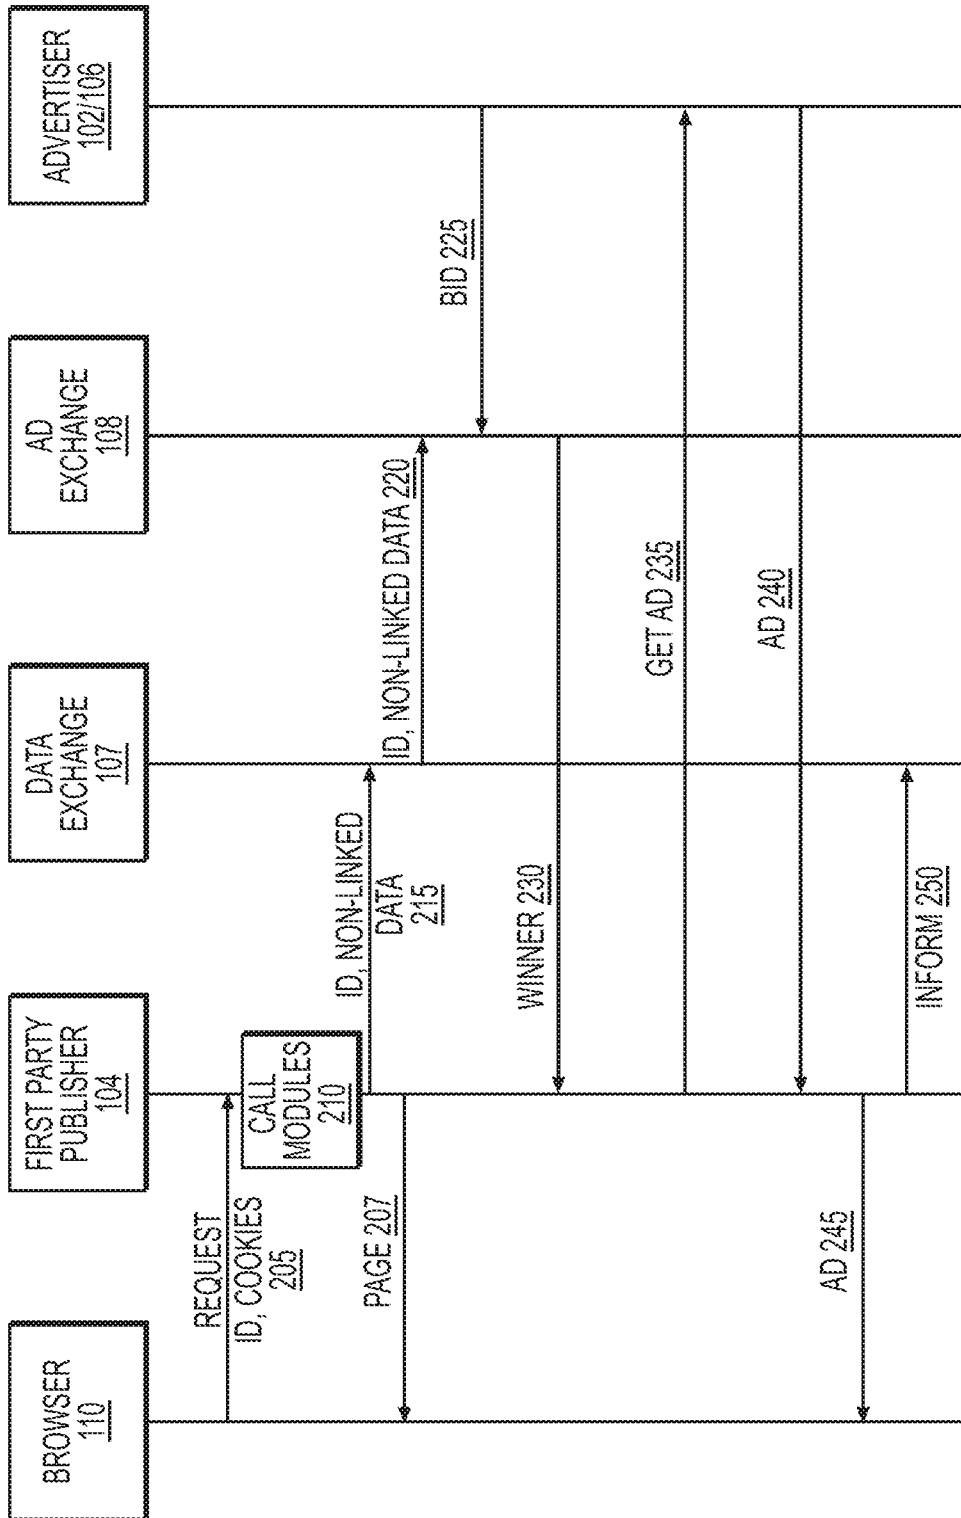 BROWSER
110
FIRST PARTY
PUBLISHER
104
DATA
EXCHANGE
107
AD
EXCHANGE
108
ADVERTISER
102/106
REQUEST
ID, COOKIES
205
CALL
MODULES
210
ID, NON-LINKED
DATA
215
PAGE 207
ID, NON-LINKED DATA 220
BID 225
WINNER 230
GET AD 235
AD 240
AD 245
INFORM 250